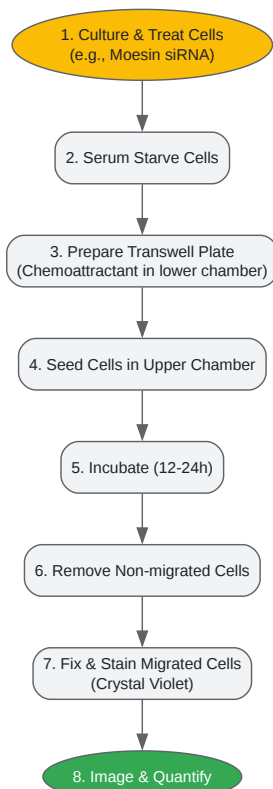 1. Culture & Treat Cells
(e.g., Moesin siRNA)
2. Serum Starve Cells
3. Prepare Transwell Plate
(Chemoattractant in lower chamber)
4. Seed Cells in Upper Chamber
5. Incubate (12-24h)
6. Remove Non-migrated Cells
7. Fix & Stain Migrated Cells
(Crystal Violet)
8. Image & Quantify